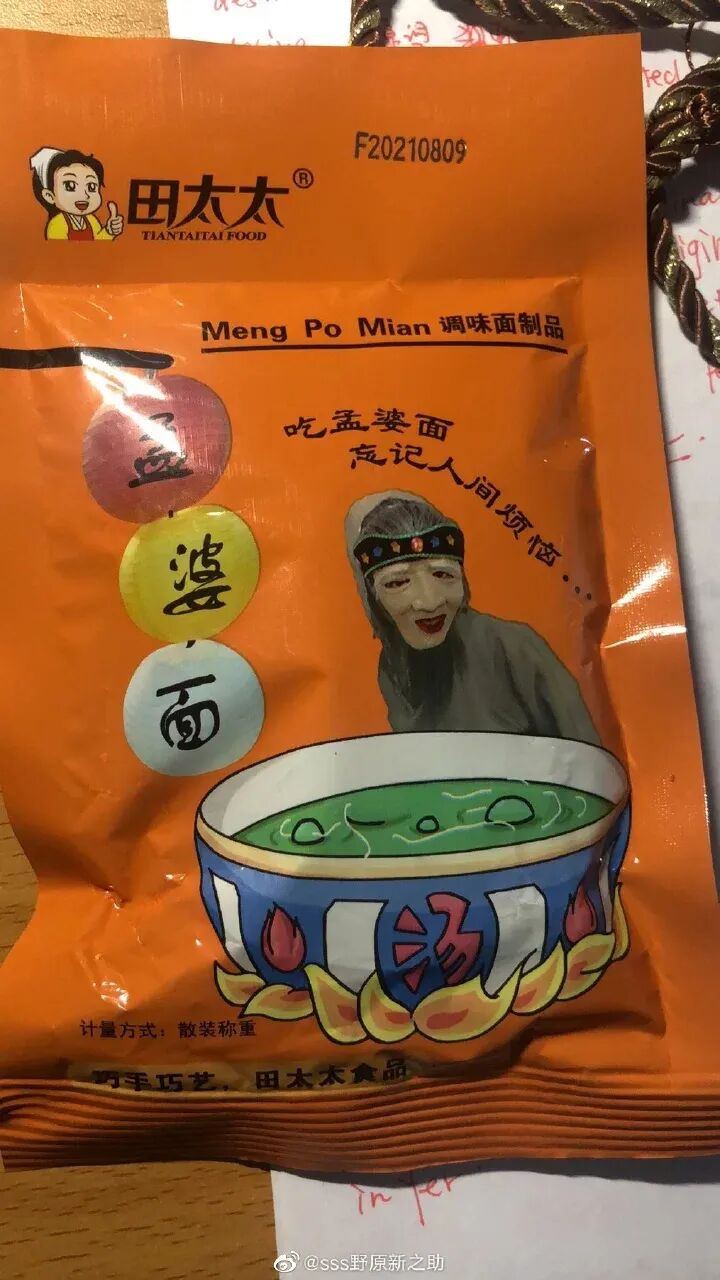 F20210809
田太太®
TIANTAITAI FOOD
Meng Po Mian 调味面制品
孟婆面
吃孟婆面
忘记人间烦恼...
汤
计量方式：散装称重
巧手巧艺，田太太食品
in fer
@sss野原新之助